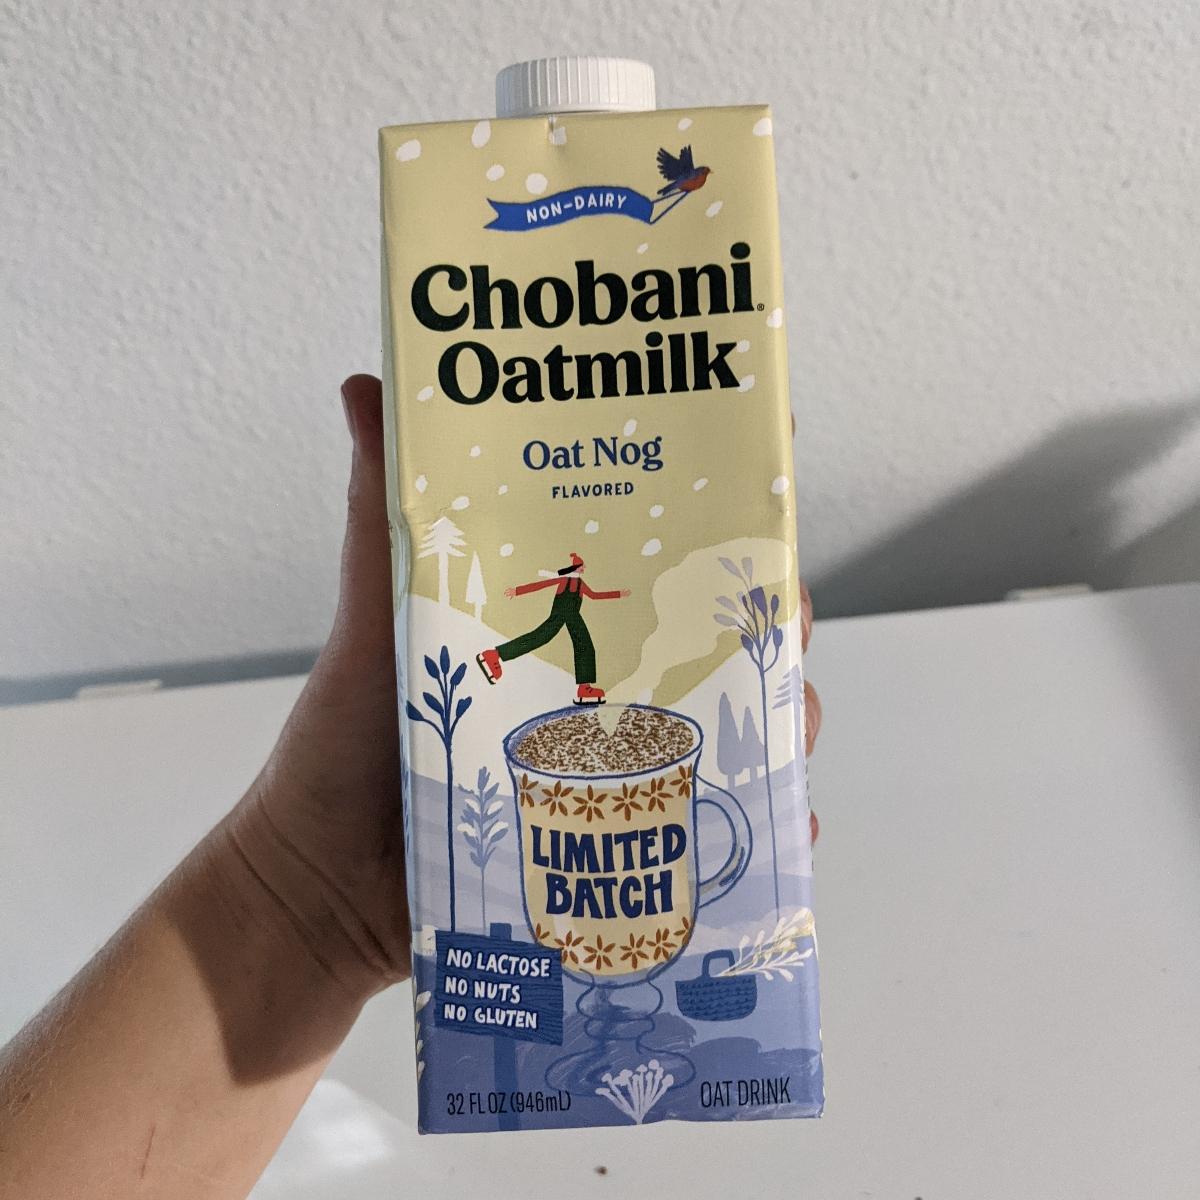 NON-DAIRY
Chobani®
Oatmilk
Oat Nog
FLAVORED
LIMITED
BATCH
NO LACTOSE
NO NUTS
NO GLUTEN
32 FL OZ (946mL)
OAT DRINK